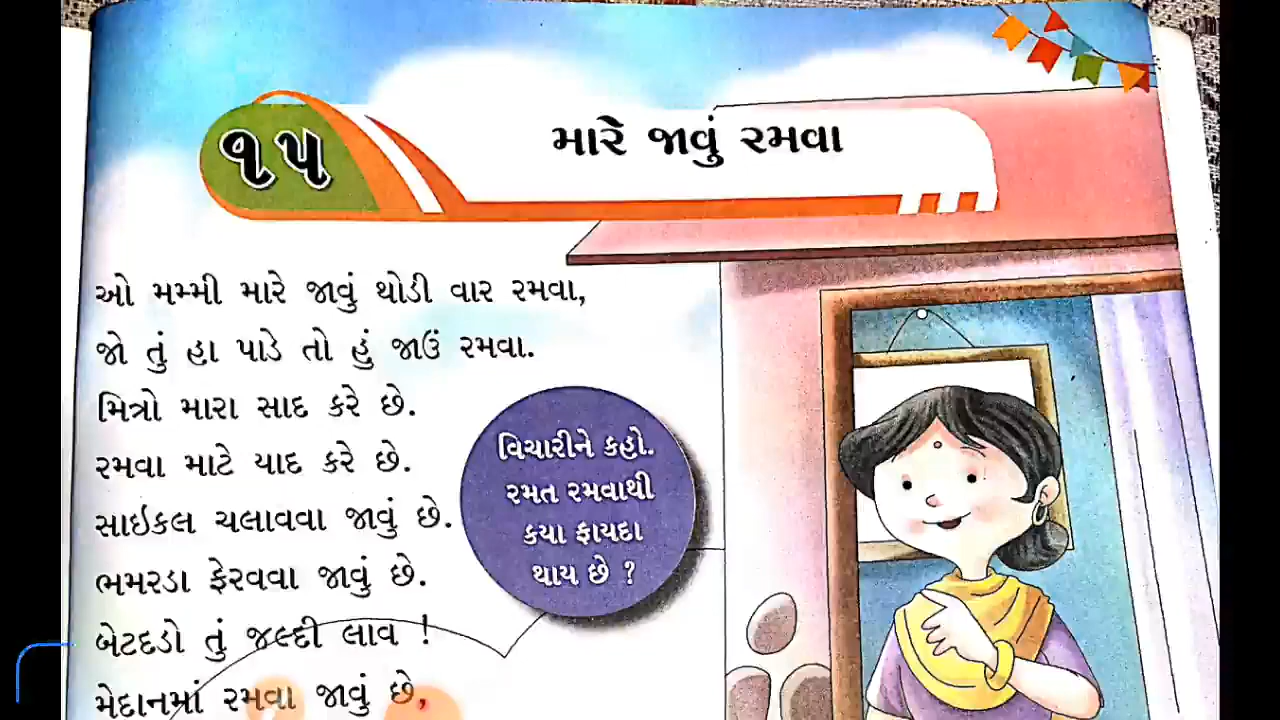 ૧૫
મારે જાવું રમવા
ઓ મમ્મી મારે જાવું થોડી વાર રમવા,
જો તું હા પાડે તો હું જાઉં રમવા.
મિત્રો મારા સાદ કરે છે.
રમવા માટે યાદ કરે છે.
સાઇકલ ચલાવવા જાવું છે.
ભમરડા ફેરવવા જાવું છે.
બેટદડો તું જલ્દી લાવ !
મેદાનમાં રમવા જાવું છે,
વિચારીને કહો.
રમત રમવાથી
કયા ફાયદા
થાય છે ?